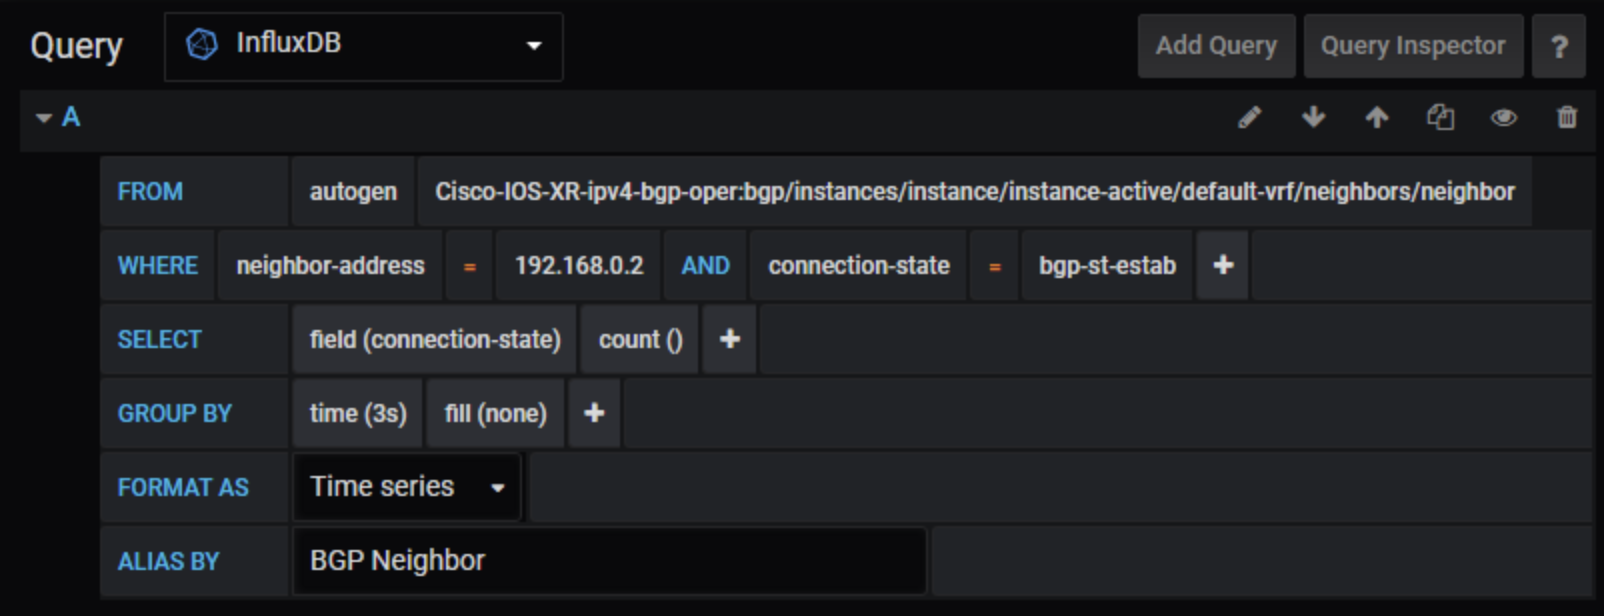 Query InfluxDB Add Query Query Inspector ?
A
FROM autogen Cisco-IOS-XR-ipv4-bgp-oper:bgp/instances/instance/instance-active/default-vrf/neighbors/neighbor
WHERE neighbor-address = 192.168.0.2 AND connection-state = bgp-st-estab +
SELECT field (connection-state) count () +
GROUP BY time (3s) fill (none) +
FORMAT AS Time series
ALIAS BY BGP Neighbor